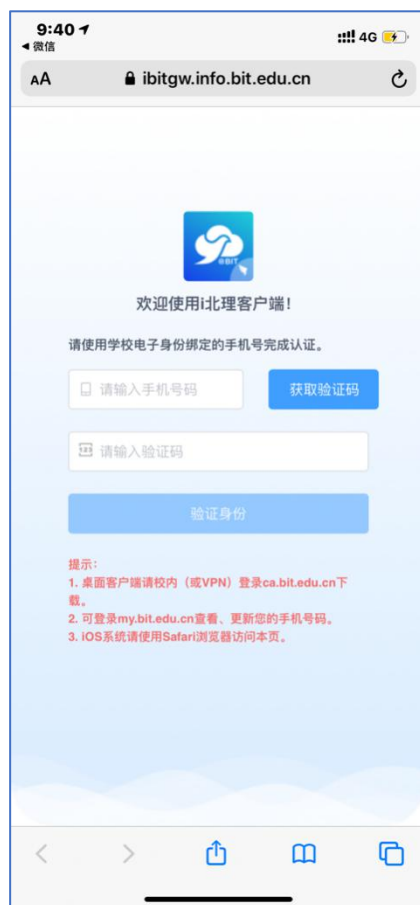 9:40
4G
◀ 微信
AA ibitgw.info.bit.edu.cn
i BIT
欢迎使用i北理客户端！
请使用学校电子身份绑定的手机号完成认证。
请输入手机号码 获取验证码
123 请输入验证码
验证身份
提示：
1. 桌面客户端请校内（或VPN）登录ca.bit.edu.cn下
载。
2. 可登录my.bit.edu.cn查看、更新您的手机号码。
3. iOS系统请使用Safari浏览器访问本页。